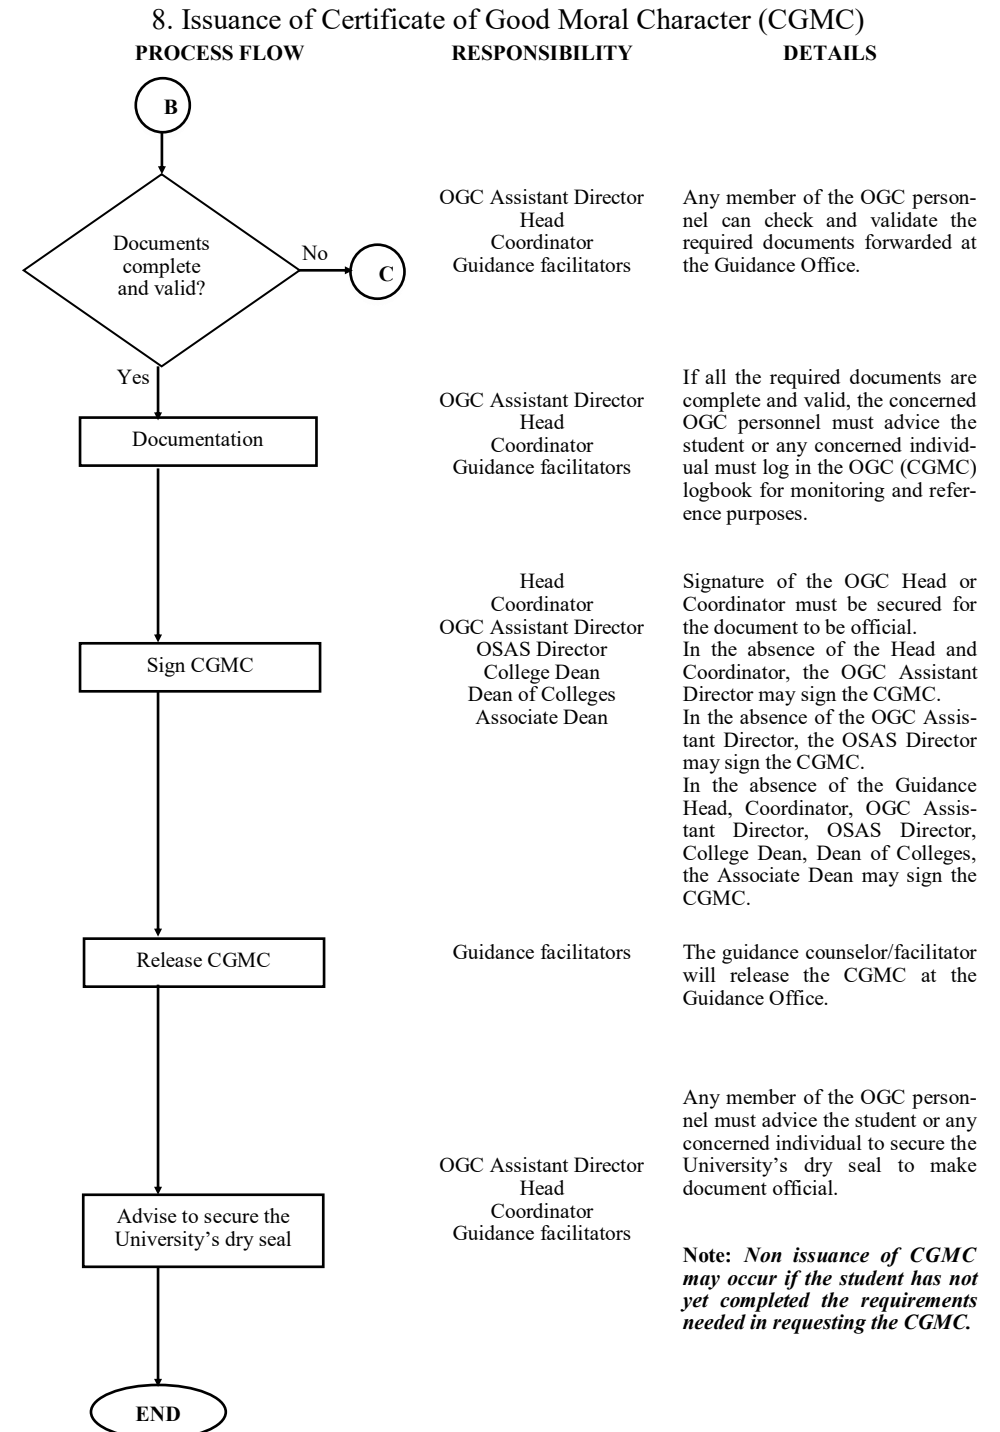 8. Issuance of Certificate of Good Moral Character (CGMC)
PROCESS FLOW
RESPONSIBILITY
DETAILS
B
Documents
complete
and valid?
No
C
OGC Assistant Director
Head
Coordinator
Guidance facilitators
Any member of the OGC person-
nel can check and validate the
required documents forwarded at
the Guidance Office.
Yes
Documentation
OGC Assistant Director
Head
Coordinator
Guidance facilitators
If all the required documents are
complete and valid, the concerned
OGC personnel must advice the
student or any concerned individ-
ual must log in the OGC (CGMC)
logbook for monitoring and refer-
ence purposes.
Sign CGMC
Head
Coordinator
OGC Assistant Director
OSAS Director
College Dean
Dean of Colleges
Associate Dean
Signature of the OGC Head or
Coordinator must be secured for
the document to be official.
In the absence of the Head and
Coordinator, the OGC Assistant
Director may sign the CGMC.
In the absence of the OGC Assis-
tant Director, the OSAS Director
may sign the CGMC.
In the absence of the Guidance
Head, Coordinator, OGC Assis-
tant Director, OSAS Director,
College Dean, Dean of Colleges,
the Associate Dean may sign the
CGMC.
Release CGMC
Guidance facilitators
The guidance counselor/facilitator
will release the CGMC at the
Guidance Office.
Advise to secure the
University's dry seal
OGC Assistant Director
Head
Coordinator
Guidance facilitators
Any member of the OGC person-
nel must advice the student or any
concerned individual to secure the
University's dry seal to make
document official.
Note: Non issuance of CGMC
may occur if the student has not
yet completed the requirements
needed in requesting the CGMC.
END